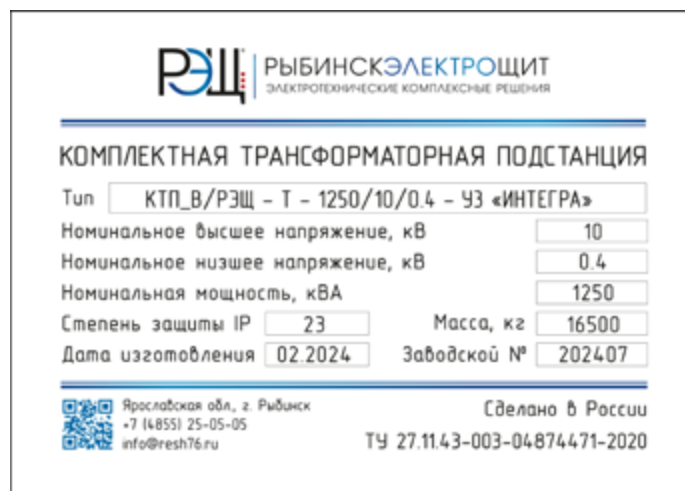 РЭЩ РЫБИНСКЭЛЕКТРОЩИТ
ЭЛЕКТРОТЕХНИЧЕСКИЕ КОМПЛЕКСНЫЕ РЕШЕНИЯ
КОМПЛЕКТНАЯ ТРАНСФОРМАТОРНАЯ ПОДСТАНЦИЯ
Тип КТП_В/РЭЩ - Т - 1250/10/0.4 - У3 «ИНТЕГРА»
Номинальное высшее напряжение, кВ 10
Номинальное низшее напряжение, кВ 0.4
Номинальная мощность, кВА 1250
Степень защиты IP 23 Масса, кг 16500
Дата изготовления 02.2024 Заводской № 202407
Ярославская обл., г. Рыбинск
+7 (4855) 25-05-05
info@resh76.ru
Сделано в России
ТУ 27.11.43-003-04874471-2020